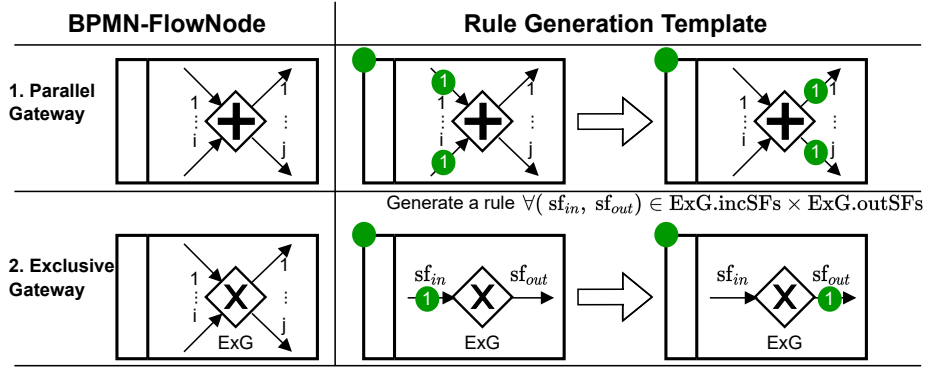 BPMN-FlowNode
Rule Generation Template
1. Parallel
Gateway
1
⋮
i
1
⋮
j
1
1
⋮
i
1
1
⋮
j
1
⋮
i
1
1
⋮
1
j
Generate a rule ∀( sf_in, sf_out) ∈ ExG.incSFs × ExG.outSFs
2. Exclusive
Gateway
1
⋮
i
X
1
⋮
j
ExG
sf_in sf_out
1 X
ExG
sf_in sf_out
X 1
ExG